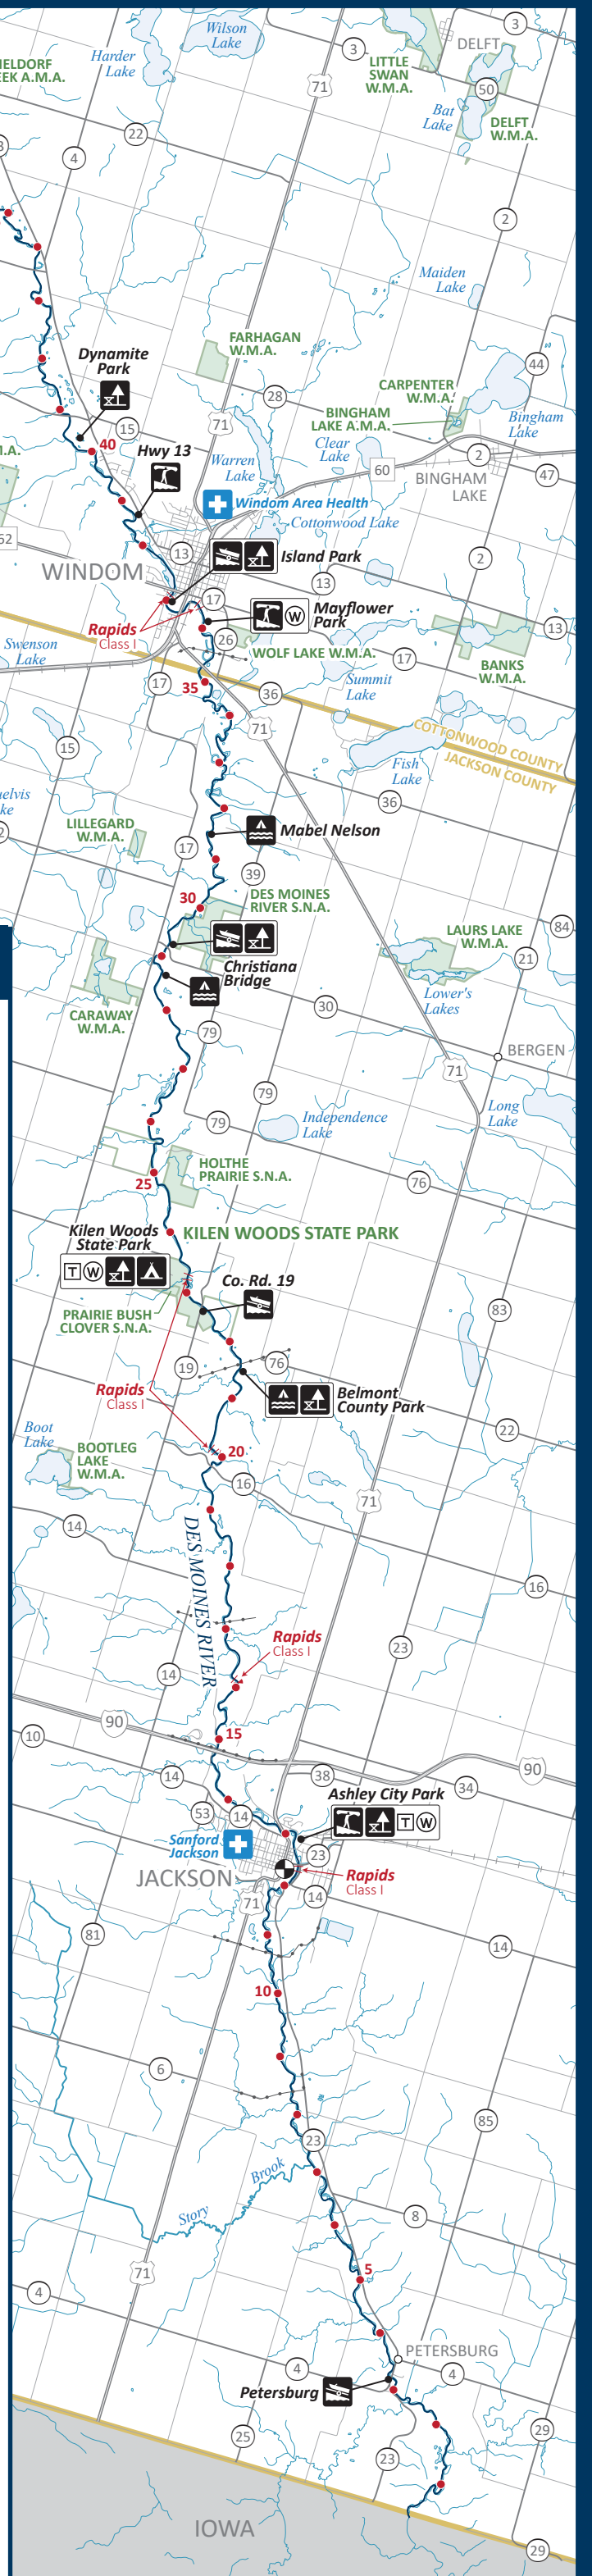 3
DELFT
Wilson
Lake
3
Harder
Lake
LITTLE
SWAN
W.M.A.
71
50
Bat
Lake
DELFT
W.M.A.
22
4
2
Maiden
Lake
FARHAGAN
W.M.A.
Dynamite
Park
44
CARPENTER
W.M.A.
28
BINGHAM
LAKE A.M.A.
Bingham
Lake
71
15
40
Hwy 13
Clear
Lake
2
Warren
Lake
60
BINGHAM
LAKE
47
Windom Area Health
Cottonwood Lake
62
13
Island Park
2
WINDOM
13
17
Mayflower
Park
W
13
Rapids
Class I
26
Swenson
Lake
WOLF LAKE W.M.A.
17
BANKS
W.M.A.
17
35
36
Summit
Lake
71
COTTONWOOD COUNTY
JACKSON COUNTY
15
Fish
Lake
36
LILLEGARD
W.M.A.
Mabel Nelson
17
39
30
DES MOINES
RIVER S.N.A.
84
LAURS LAKE
W.M.A.
21
Christiana
Bridge
Lower's
Lakes
CARAWAY
W.M.A.
30
79
BERGEN
71
79
Long
Lake
79
Independence
Lake
HOLTHE
PRAIRIE S.N.A.
25
76
Kilen Woods
State Park
KILEN WOODS STATE PARK
T W
Co. Rd. 19
PRAIRIE BUSH
CLOVER S.N.A.
83
19
76
Rapids
Class I
Belmont
County Park
Boot
Lake
22
BOOTLEG
LAKE
W.M.A.
20
16
71
14
DES MOINES RIVER
16
Rapids
Class I
23
14
90
15
10
90
14
38
34
Ashley City Park
53
14
T W
Sanford
Jackson
23
JACKSON
Rapids
Class I
71
14
81
14
10
6
85
23
Brook
Story
8
5
71
4
PETERSBURG
4
4
Petersburg
29
25
23
IOWA
29